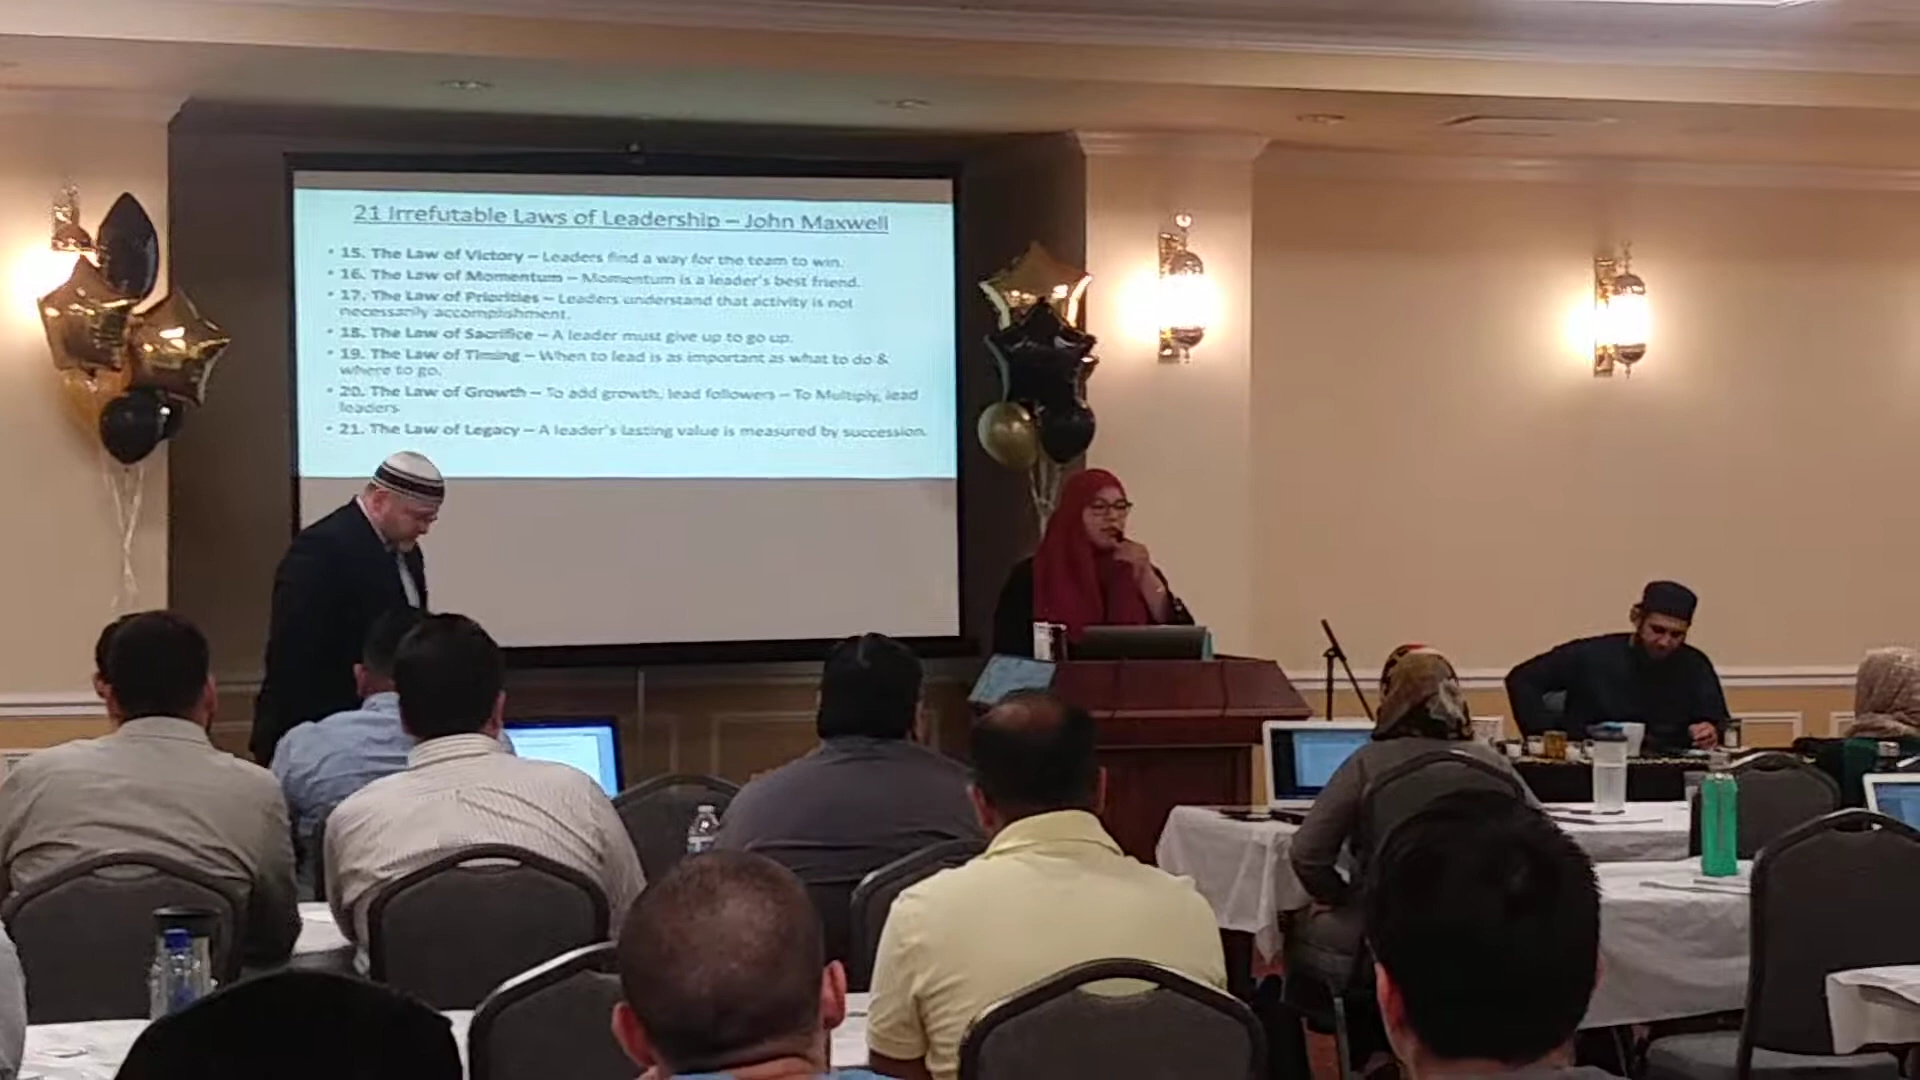 21 Irrefutable Laws of Leadership – John Maxwell
• 15. The Law of Victory – Leaders find a way for the team to win.
• 16. The Law of Momentum – Momentum is a leader's best friend.
• 17. The Law of Priorities – Leaders understand that activity is not
necessarily accomplishment.
• 18. The Law of Sacrifice – A leader must give up to go up.
• 19. The Law of Timing – When to lead is as important as what to do &
where to go.
• 20. The Law of Growth – To add growth, lead followers – To Multiply, lead
leaders
• 21. The Law of Legacy – A leader's lasting value is measured by succession.